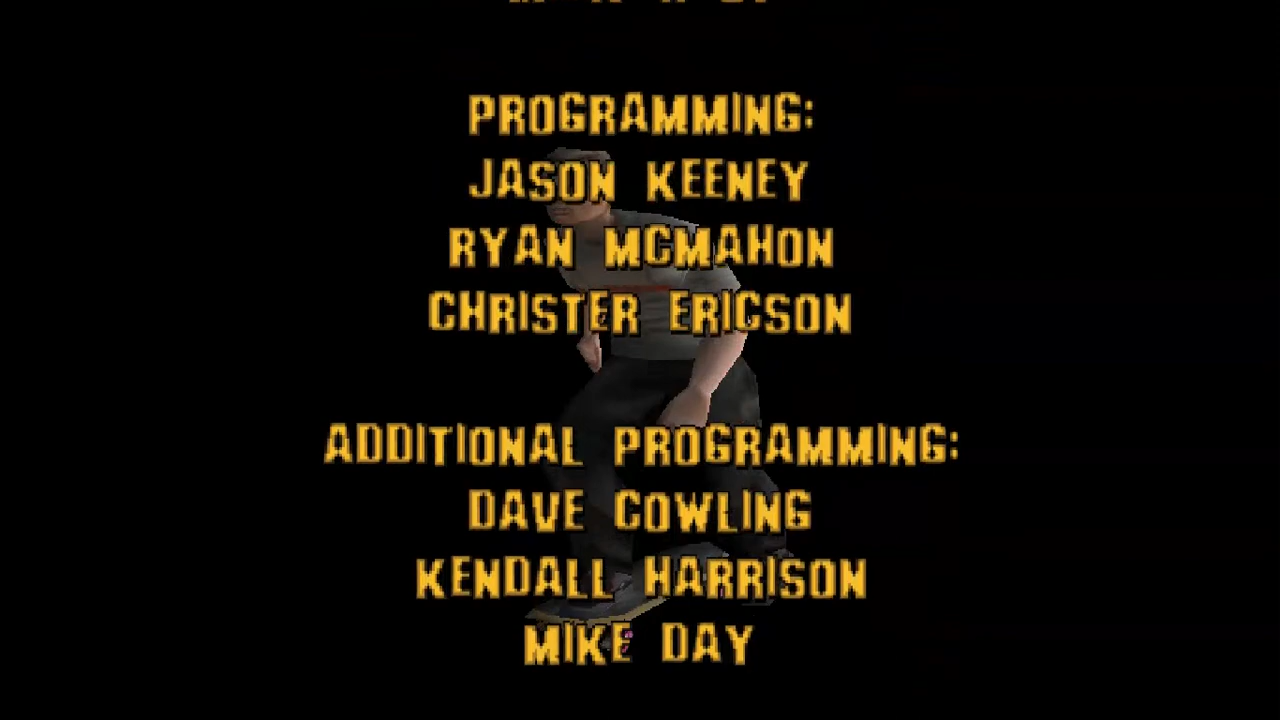 PROGRAMMING:
JASON KEENEY
RYAN MCMAHON
CHRISTER ERICSON
ADDITIONAL PROGRAMMING:
DAVE COWLING
KENDALL HARRISON
MIKE DAY